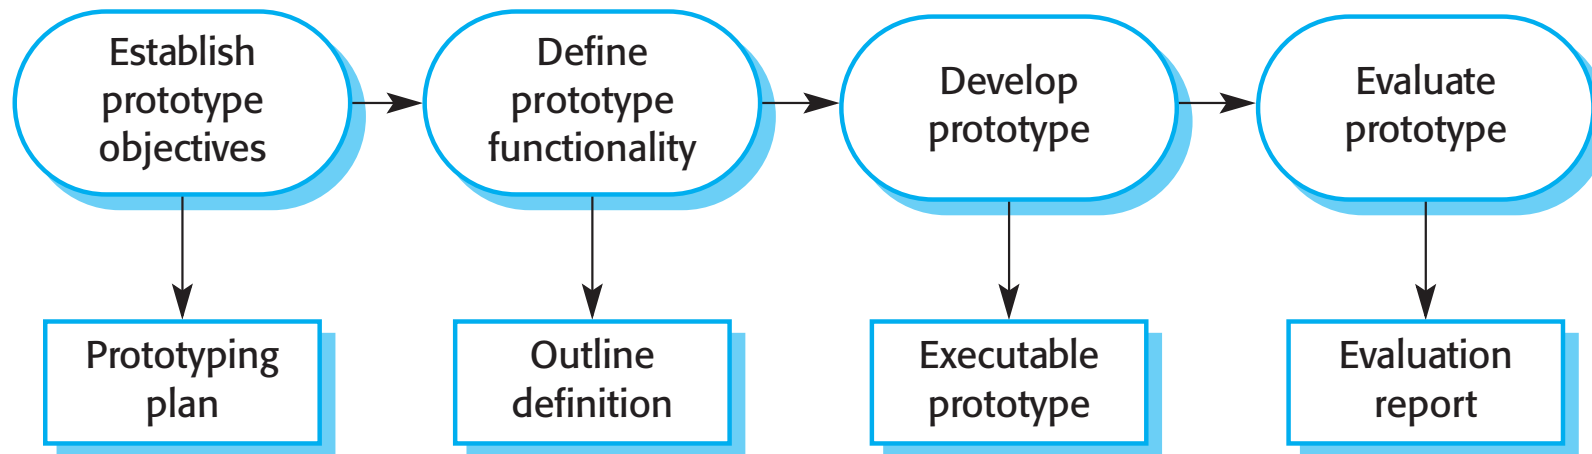 Establish
prototype
objectives
Define
prototype
functionality
Develop
prototype
Evaluate
prototype
Prototyping
plan
Outline
definition
Executable
prototype
Evaluation
report